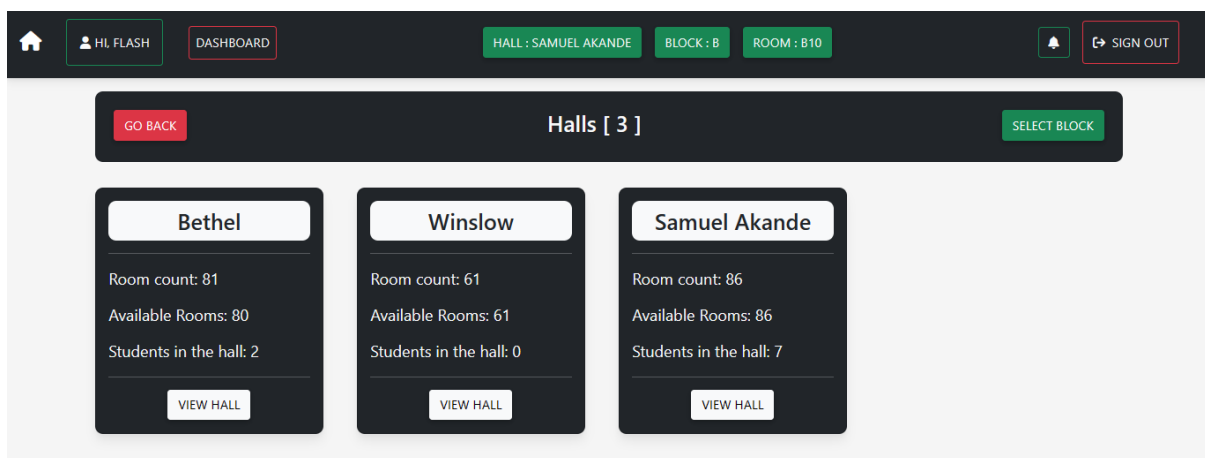 HI, FLASH DASHBOARD HALL : SAMUEL AKANDE BLOCK : B ROOM : B10 SIGN OUT
GO BACK Halls [ 3 ] SELECT BLOCK
Bethel
Room count: 81
Available Rooms: 80
Students in the hall: 2
VIEW HALL
Winslow
Room count: 61
Available Rooms: 61
Students in the hall: 0
VIEW HALL
Samuel Akande
Room count: 86
Available Rooms: 86
Students in the hall: 7
VIEW HALL